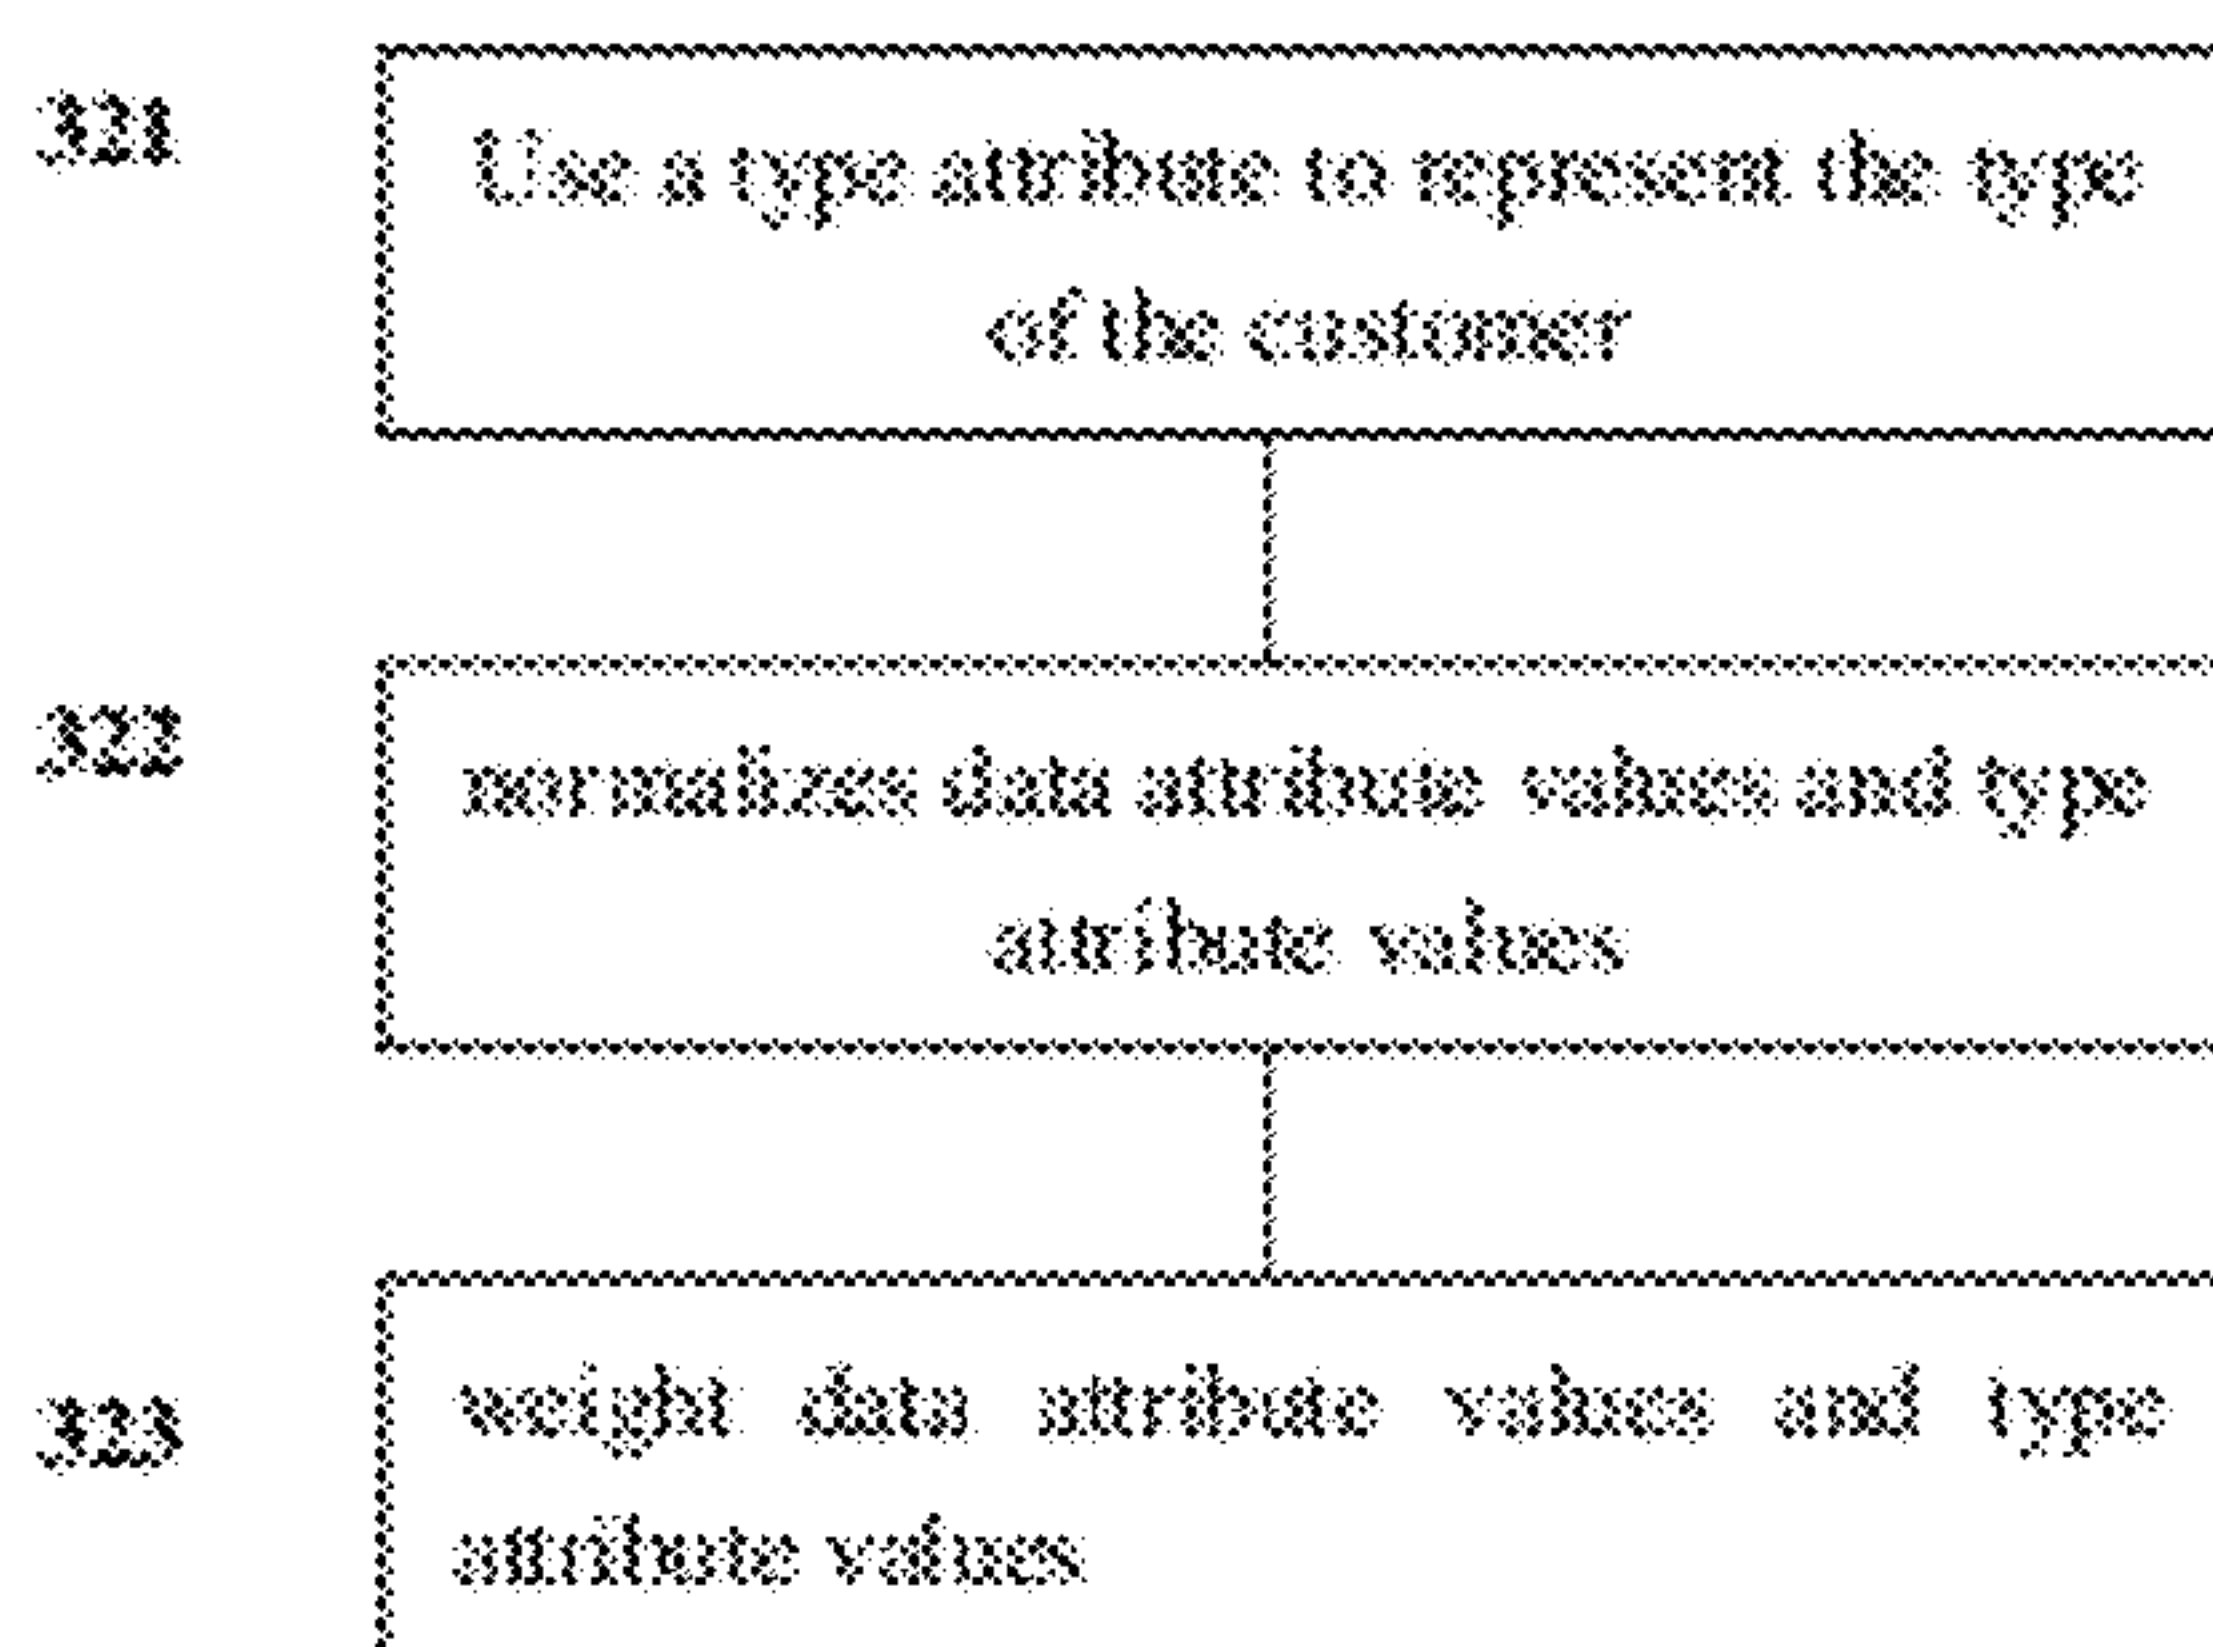 321
Use a type attribute to represent the type
of the customer
322
normalizes data attribute values and type
attribute values
323
weight data attribute values and type
attribute values